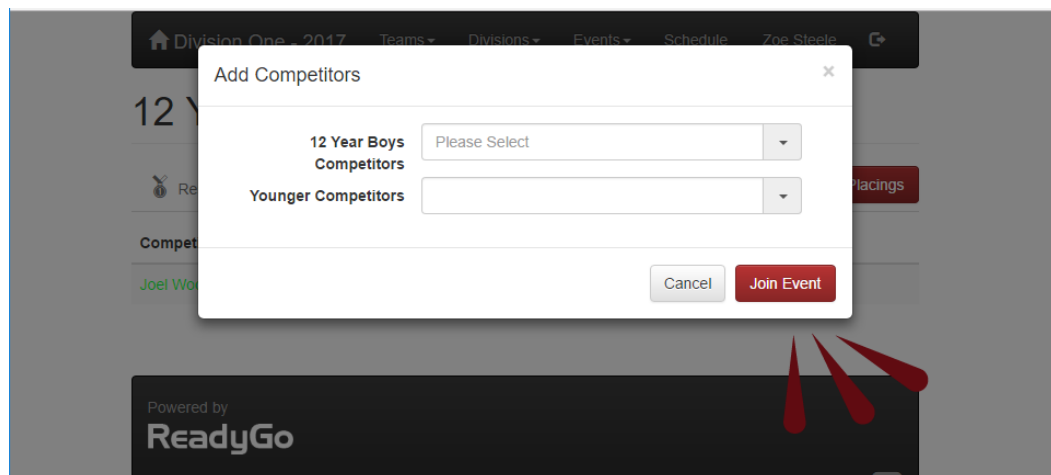 Division One - 2017 Teams Divisions Events Schedule Zoe Steele
Add Competitors ×
12 Y
12 Year Boys Competitors Please Select
Younger Competitors
Re
Placings
Compet
Joel Woo
Cancel Join Event
Powered by
ReadyGo